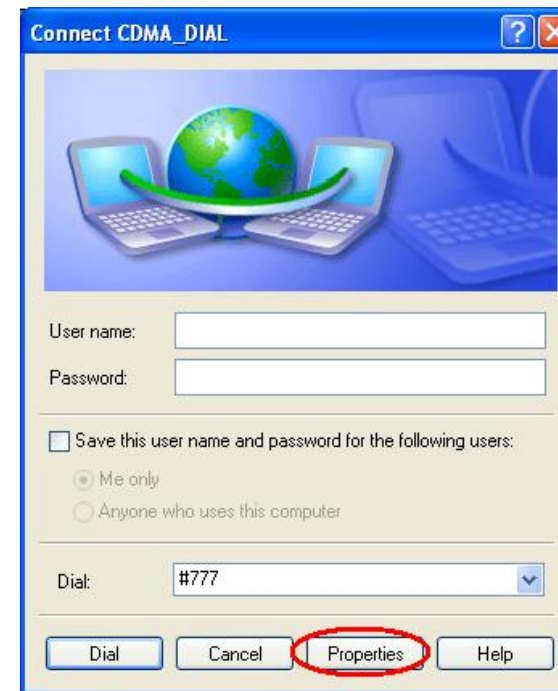 Connect CDMA_DIAL
User name:
Password:
Save this user name and password for the following users:
Me only
Anyone who uses this computer
Dial: #777
Dial Cancel Properties Help